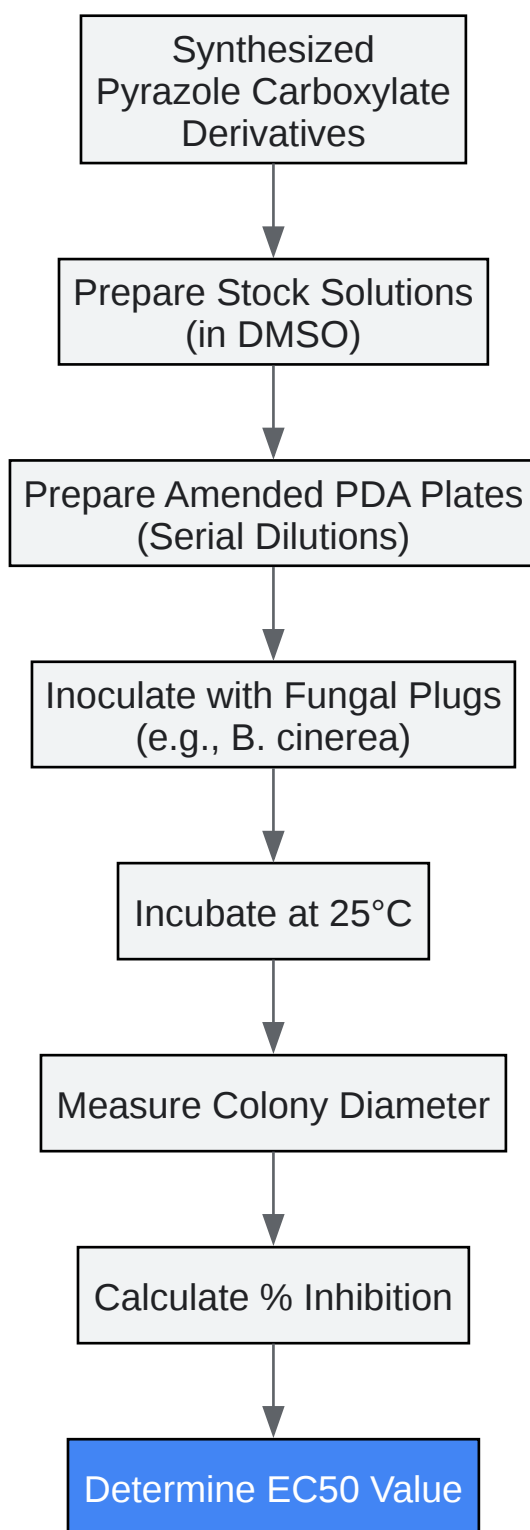 Synthesized
Pyrazole Carboxylate
Derivatives
Prepare Stock Solutions
(in DMSO)
Prepare Amended PDA Plates
(Serial Dilutions)
Inoculate with Fungal Plugs
(e.g., B. cinerea)
Incubate at 25°C
Measure Colony Diameter
Calculate % Inhibition
Determine EC50 Value